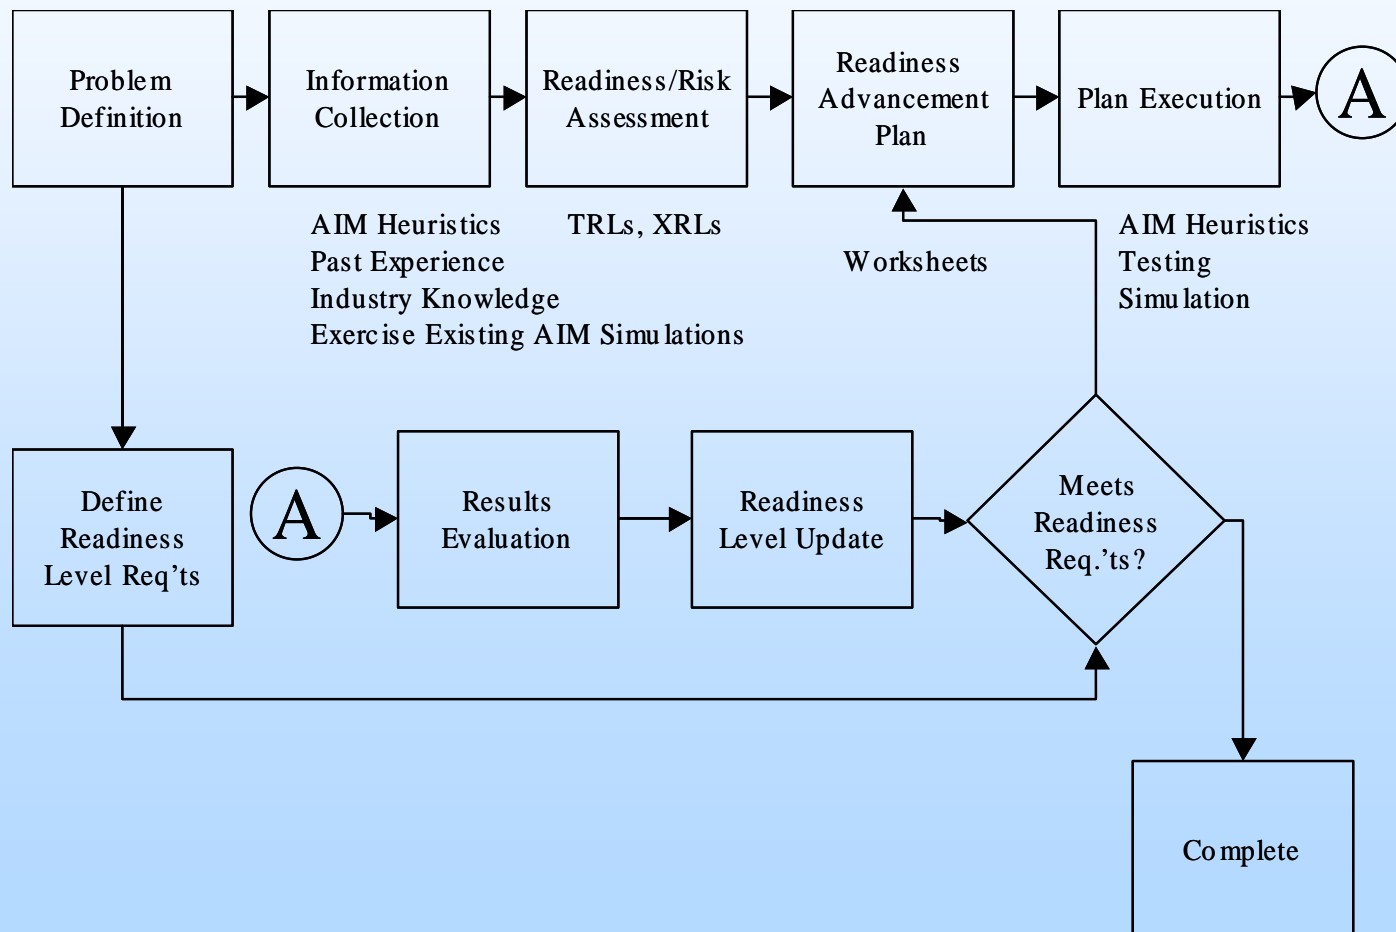 Problem
Definition
Information
Collection
Readiness/Risk
Assessment
Readiness
Advancement
Plan
Plan Execution
A
AIM Heuristics
Past Experience
Industry Knowledge
Exercise Existing AIM Simulations
TRLs, XRLs
Worksheets
AIM Heuristics
Testing
Simulation
Define
Readiness
Level Req’ts
A
Results
Evaluation
Readiness
Level Update
Meets
Readiness
Req.’ts?
Complete